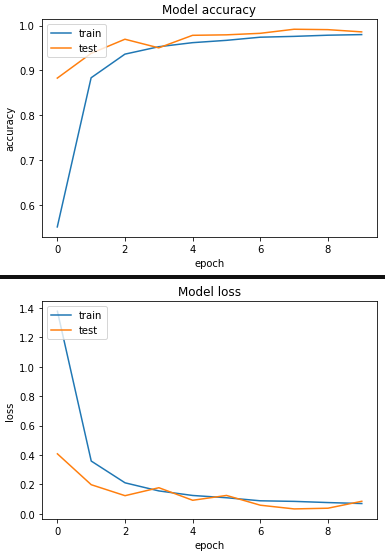 Model accuracy
1.0
0.9
0.8
0.7
0.6
accuracy
train
test
0 2 4 6 8
epoch
Model loss
1.4
1.2
1.0
0.8
0.6
0.4
0.2
0.0
loss
train
test
0 2 4 6 8
epoch